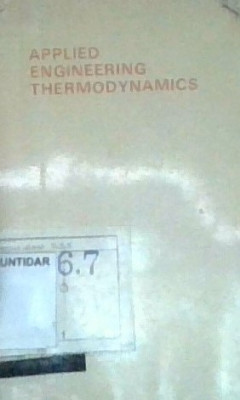 APPLIED
ENGINEERING
THERMODYNAMICS
UNTIDAR 6.7